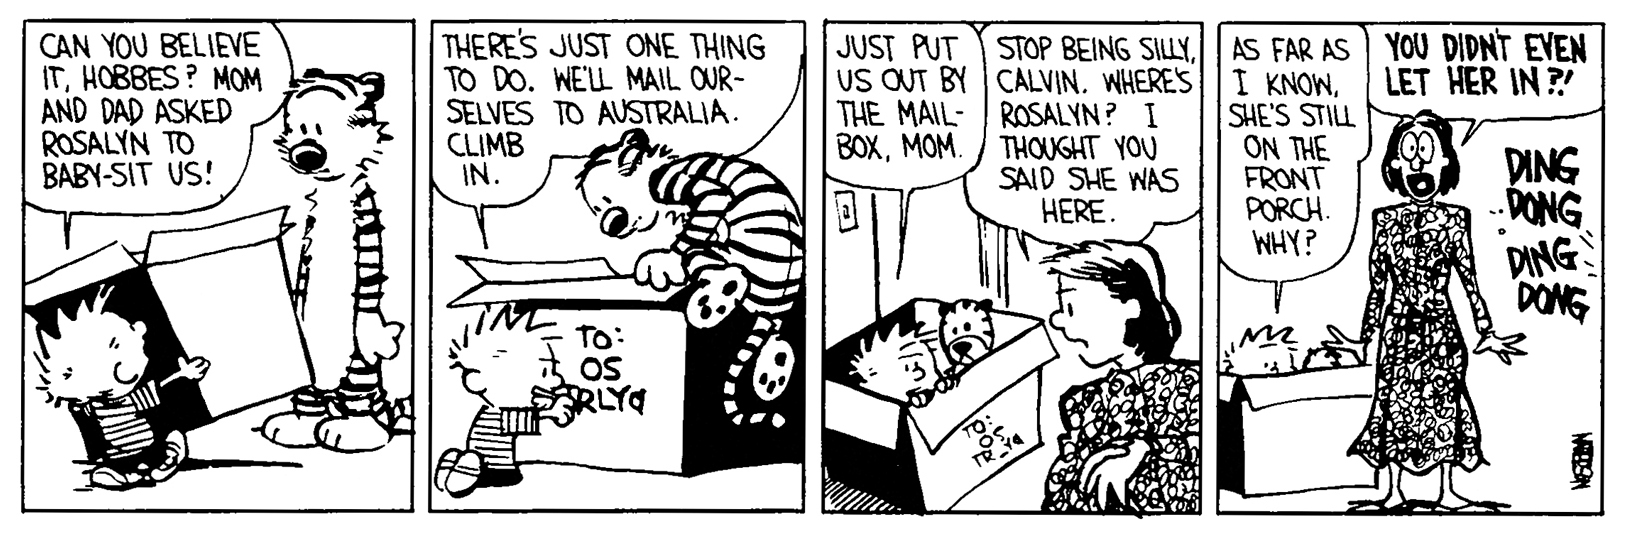 CAN YOU BELIEVE
IT, HOBBES? MOM
AND DAD ASKED
ROSALYN TO
BABY-SIT US!
THERE'S JUST ONE THING
TO DO. WE'LL MAIL OUR-
SELVES TO AUSTRALIA.
CLIMB
IN.
TO:
OS
RLYA
JUST PUT
US OUT BY
THE MAIL-
BOX, MOM.
STOP BEING SILLY,
CALVIN. WHERE'S
ROSALYN? I
THOUGHT YOU
SAID SHE WAS
HERE.
TO:
OS
AS FAR AS
I KNOW,
SHE'S STILL
ON THE
FRONT
PORCH.
WHY?
YOU DIDN'T EVEN
LET HER IN?!
DING
DONG
DING
DONG
WATTERSON